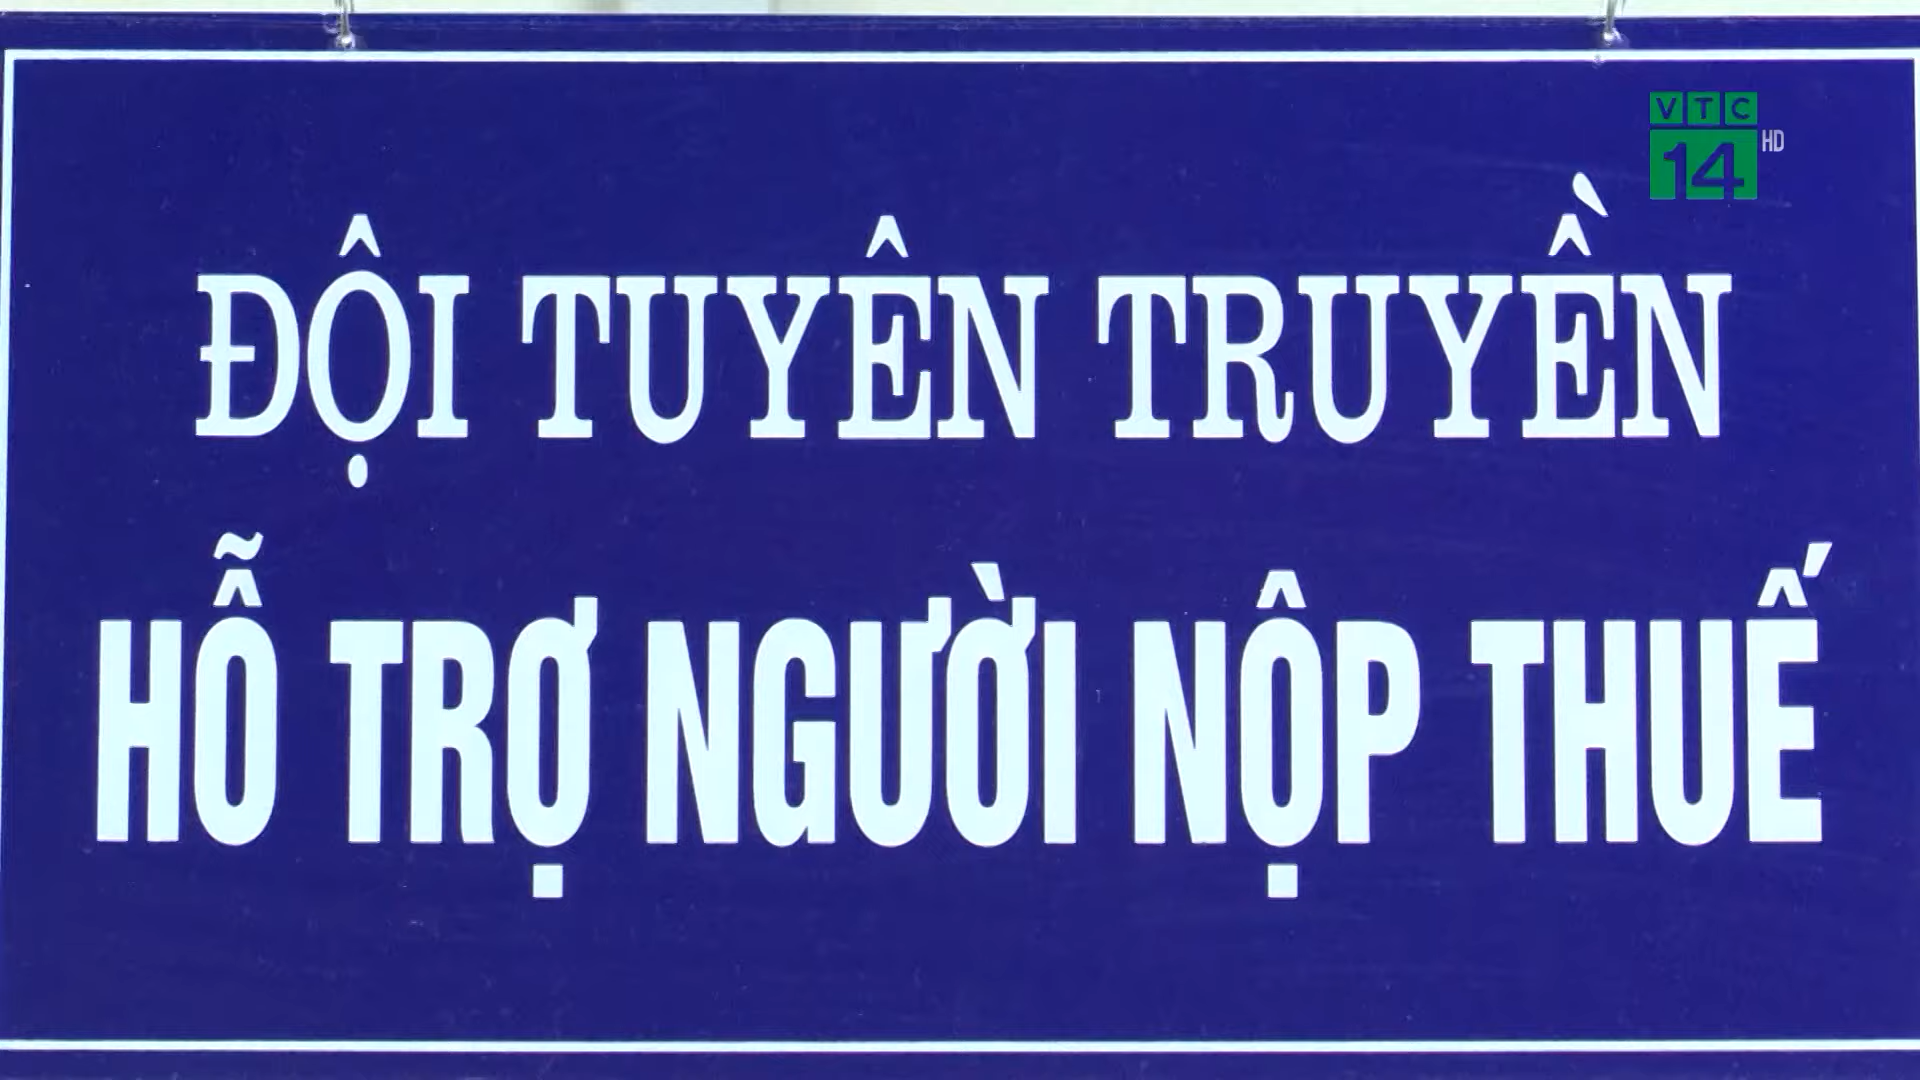 VTC
14 HD
ĐỘI TUYÊN TRUYỀN
HỖ TRỢ NGƯỜI NỘP THUẾ